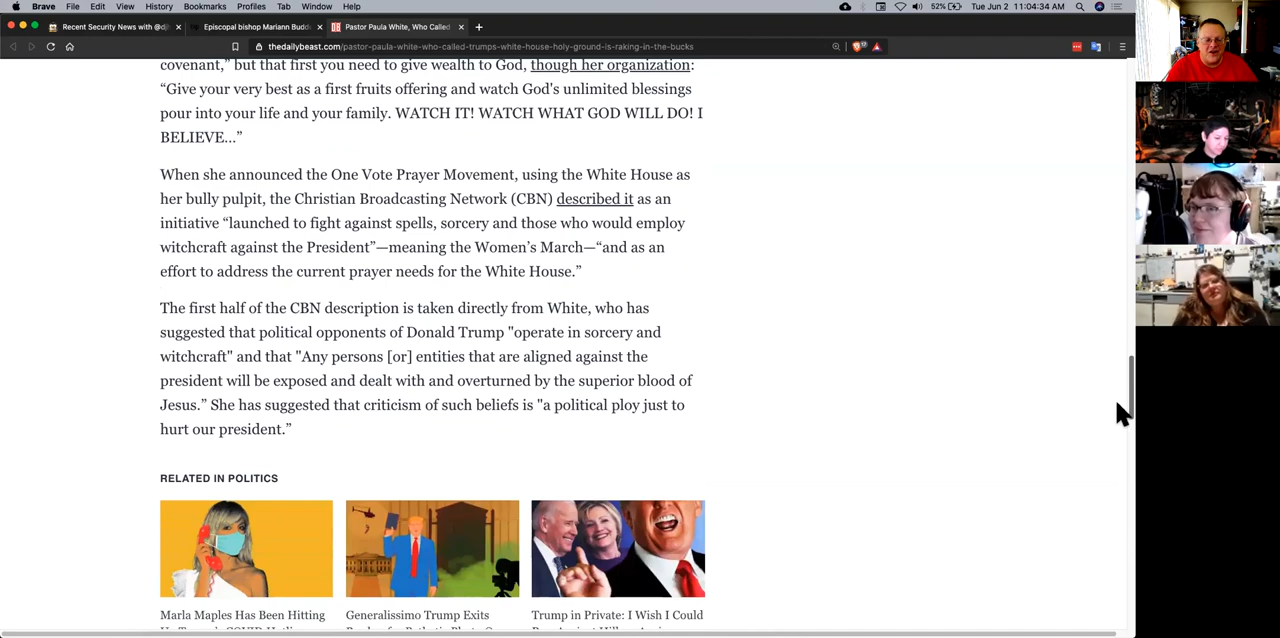 Brave File Edit View History Bookmarks Profiles Tab Window Help 52% Tue Jun 2 11:04:34 AM
Recent Security News with @dj Episcopal bishop Mariann Budd Pastor Paula White, Who Called
thedailybeast.com/pastor-paula-white-who-called-trumps-white-house-holy-ground-is-raking-in-the-bucks
covenant,” but that first you need to give wealth to God, though her organization:
“Give your very best as a first fruits offering and watch God's unlimited blessings
pour into your life and your family. WATCH IT! WATCH WHAT GOD WILL DO! I
BELIEVE…”
When she announced the One Vote Prayer Movement, using the White House as
her bully pulpit, the Christian Broadcasting Network (CBN) described it as an
initiative “launched to fight against spells, sorcery and those who would employ
witchcraft against the President”—meaning the Women’s March—“and as an
effort to address the current prayer needs for the White House.”
The first half of the CBN description is taken directly from White, who has
suggested that political opponents of Donald Trump "operate in sorcery and
witchcraft" and that "Any persons [or] entities that are aligned against the
president will be exposed and dealt with and overturned by the superior blood of
Jesus.” She has suggested that criticism of such beliefs is "a political ploy just to
hurt our president.”
RELATED IN POLITICS
Marla Maples Has Been Hitting
Generalissimo Trump Exits
Trump in Private: I Wish I Could